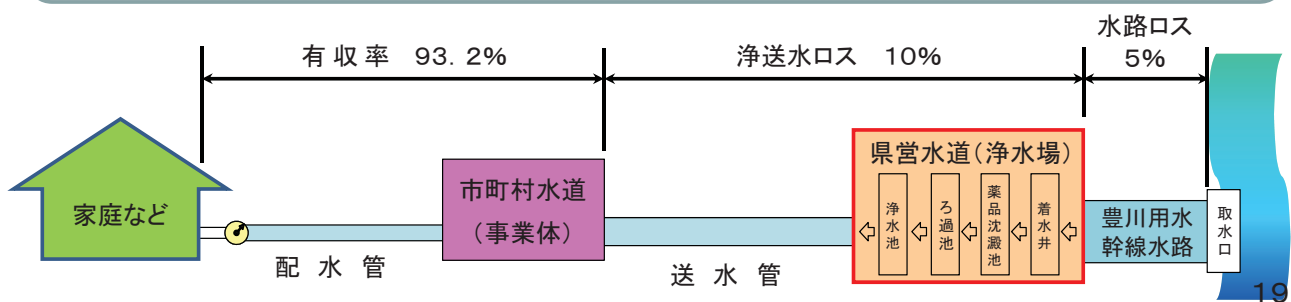 有収率 93.2%
浄送水ロス 10%
水路ロス
5%
家庭など
配水管
市町村水道
(事業体)
送水管
県営水道(浄水場)
浄水池
ろ過池
薬品沈澱池
着水井
豊川用水
幹線水路
取水口
19